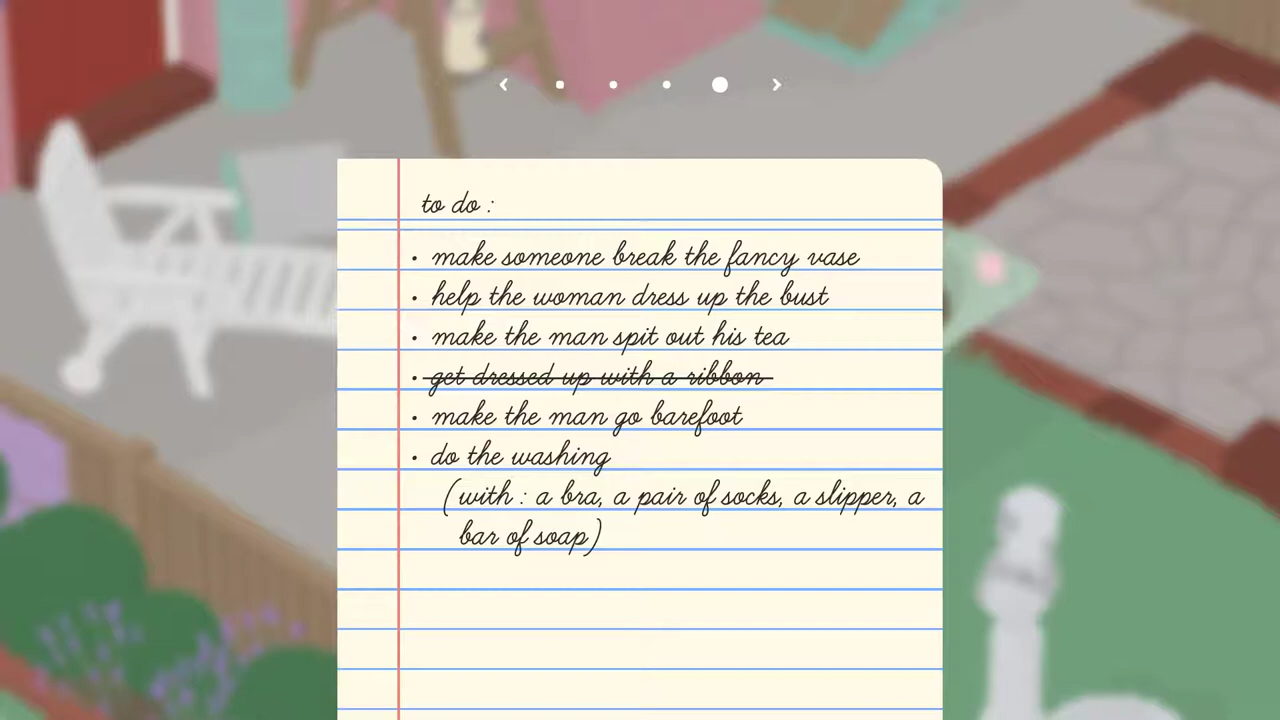 to do :
• make someone break the fancy vase
• help the woman dress up the bust
• make the man spit out his tea
• get dressed up with a ribbon
• make the man go barefoot
• do the washing
(with : a bra, a pair of socks, a slipper, a
bar of soap)